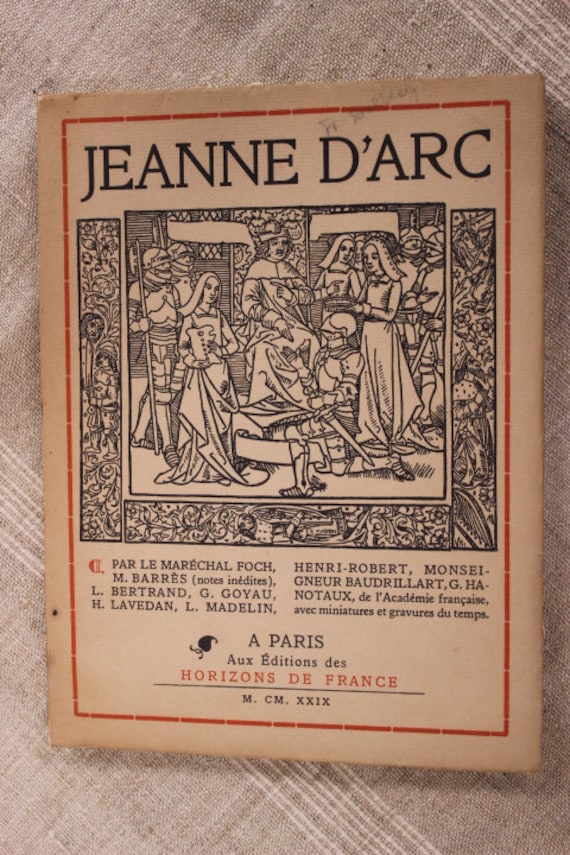 JEANNE D'ARC
PAR LE MARÉCHAL FOCH,
M. BARRÈS (notes inédites),
L. BERTRAND, G. GOYAU,
H. LAVEDAN, L. MADELIN,
HENRI-ROBERT, MONSEI-
GNEUR BAUDRILLART, G. HA-
NOTAUX, de l'Académie française,
avec miniatures et gravures du temps.
A PARIS
Aux Éditions des
HORIZONS DE FRANCE
M. CM. XXIX